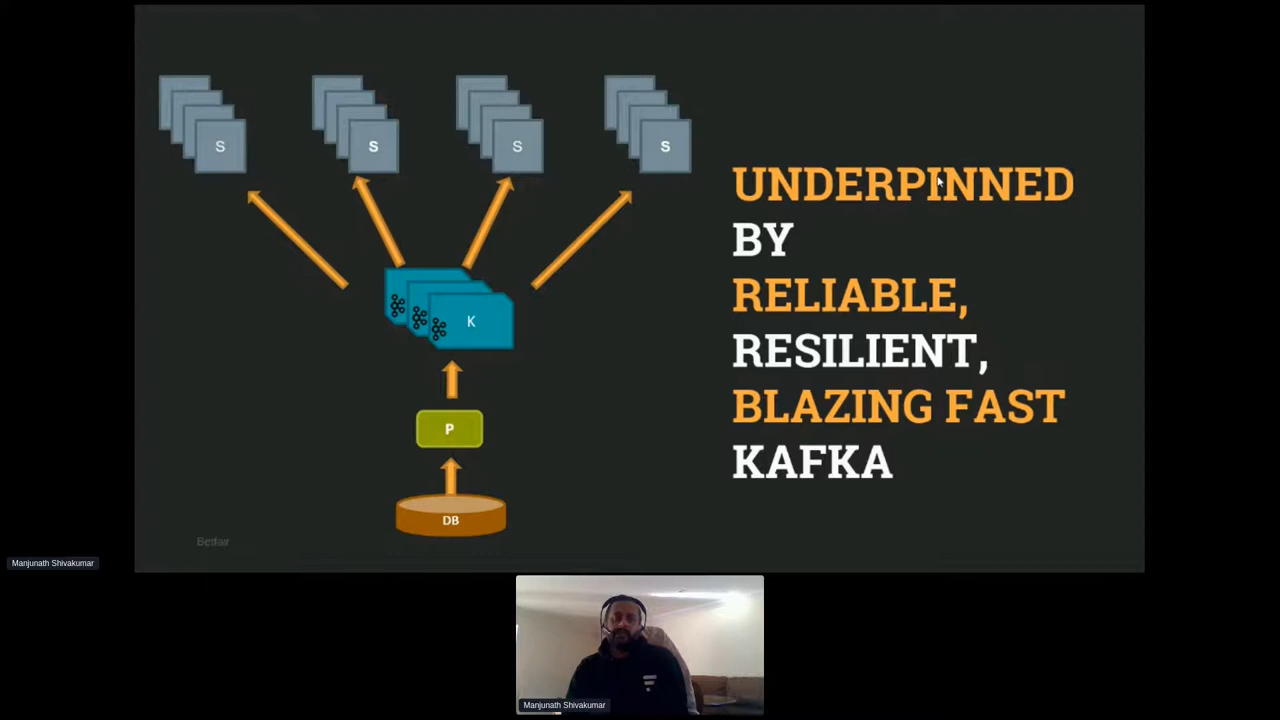 S
S
S
S
UNDERPINNED
BY
RELIABLE,
RESILIENT,
BLAZING FAST
KAFKA
K
P
DB
Betfair
Manjunath Shivakumar
Manjunath Shivakumar